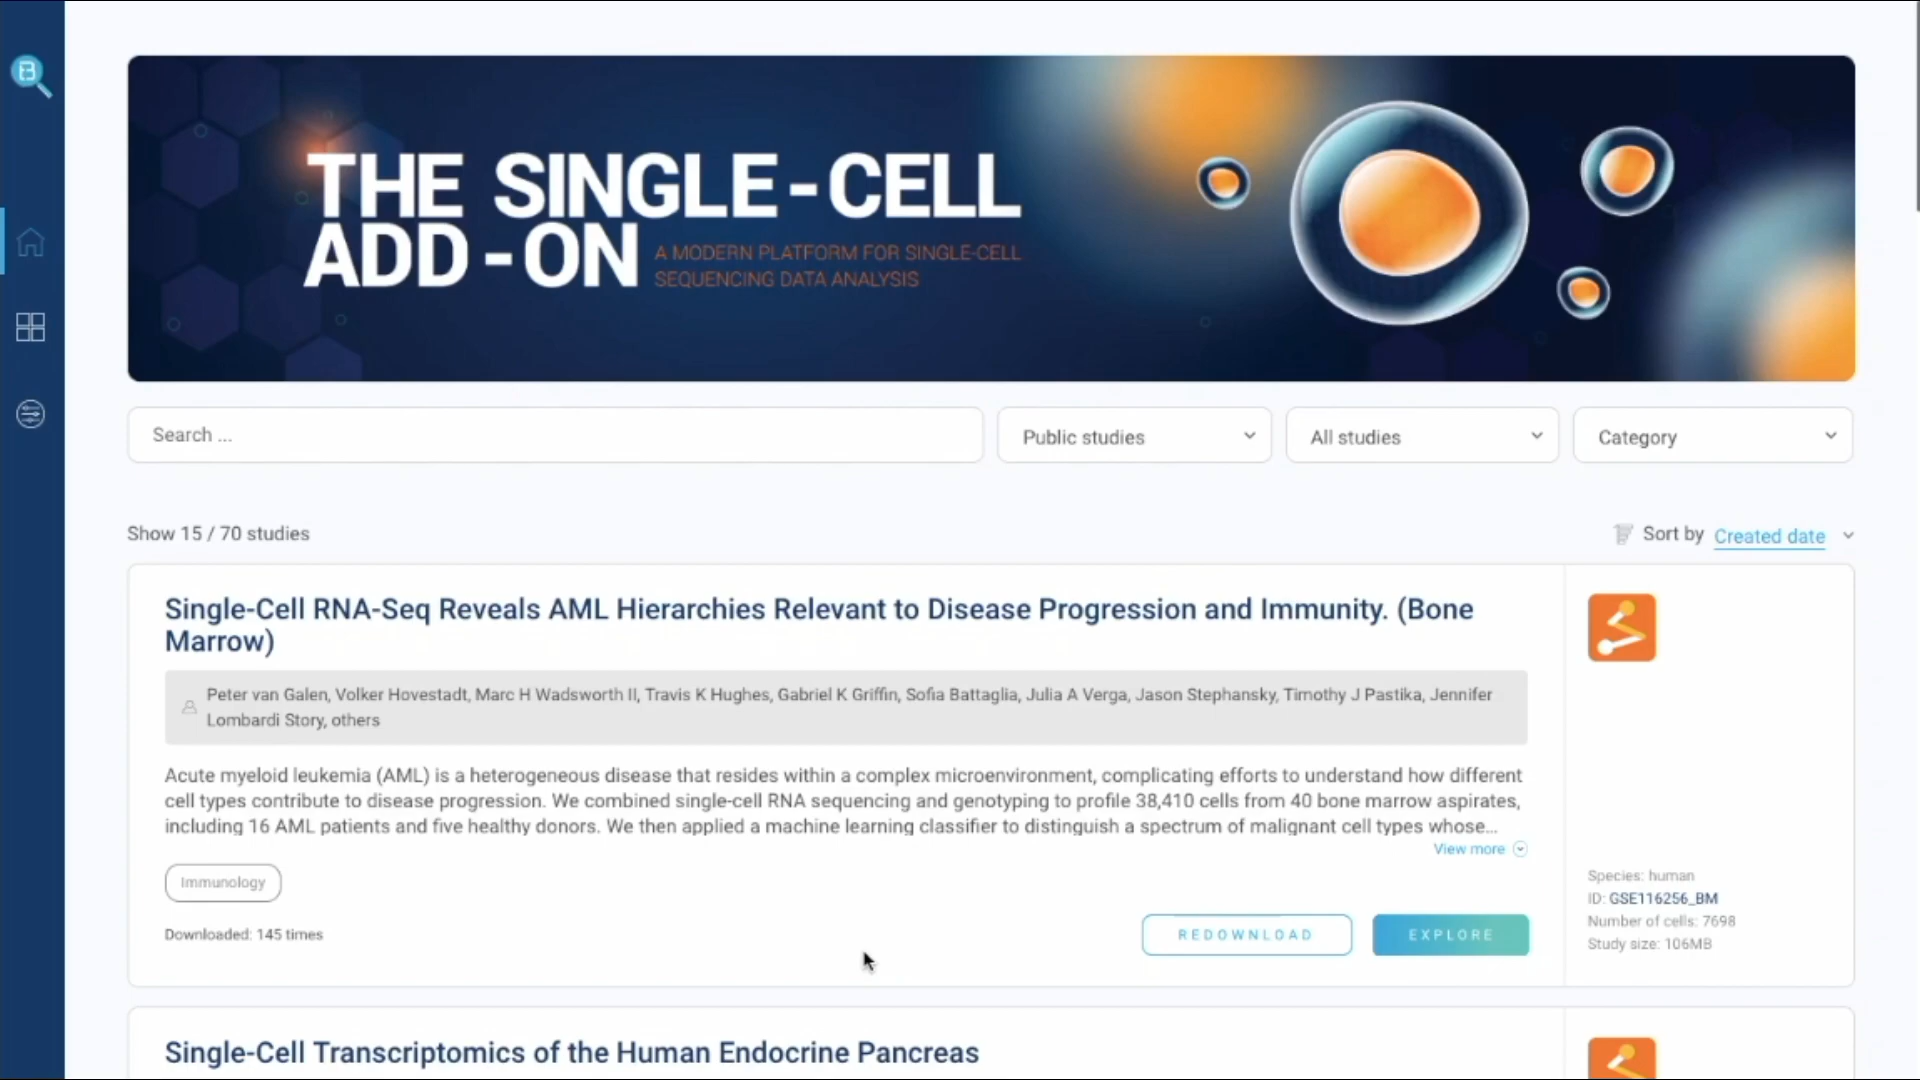 B
THE SINGLE-CELL
ADD-ON
A MODERN PLATFORM FOR SINGLE-CELL
SEQUENCING DATA ANALYSIS
Search ...
Public studies
All studies
Category
Show 15 / 70 studies
Sort by Created date
Single-Cell RNA-Seq Reveals AML Hierarchies Relevant to Disease Progression and Immunity. (Bone
Marrow)
Peter van Galen, Volker Hovestadt, Marc H Wadsworth II, Travis K Hughes, Gabriel K Griffin, Sofia Battaglia, Julia A Verga, Jason Stephansky, Timothy J Pastika, Jennifer
Lombardi Story, others
Acute myeloid leukemia (AML) is a heterogeneous disease that resides within a complex microenvironment, complicating efforts to understand how different
cell types contribute to disease progression. We combined single-cell RNA sequencing and genotyping to profile 38,410 cells from 40 bone marrow aspirates,
including 16 AML patients and five healthy donors. We then applied a machine learning classifier to distinguish a spectrum of malignant cell types whose...
View more
Immunology
Downloaded: 145 times
REDOWNLOAD
EXPLORE
Species: human
ID: GSE116256_BM
Number of cells: 7698
Study size: 106MB
Single-Cell Transcriptomics of the Human Endocrine Pancreas